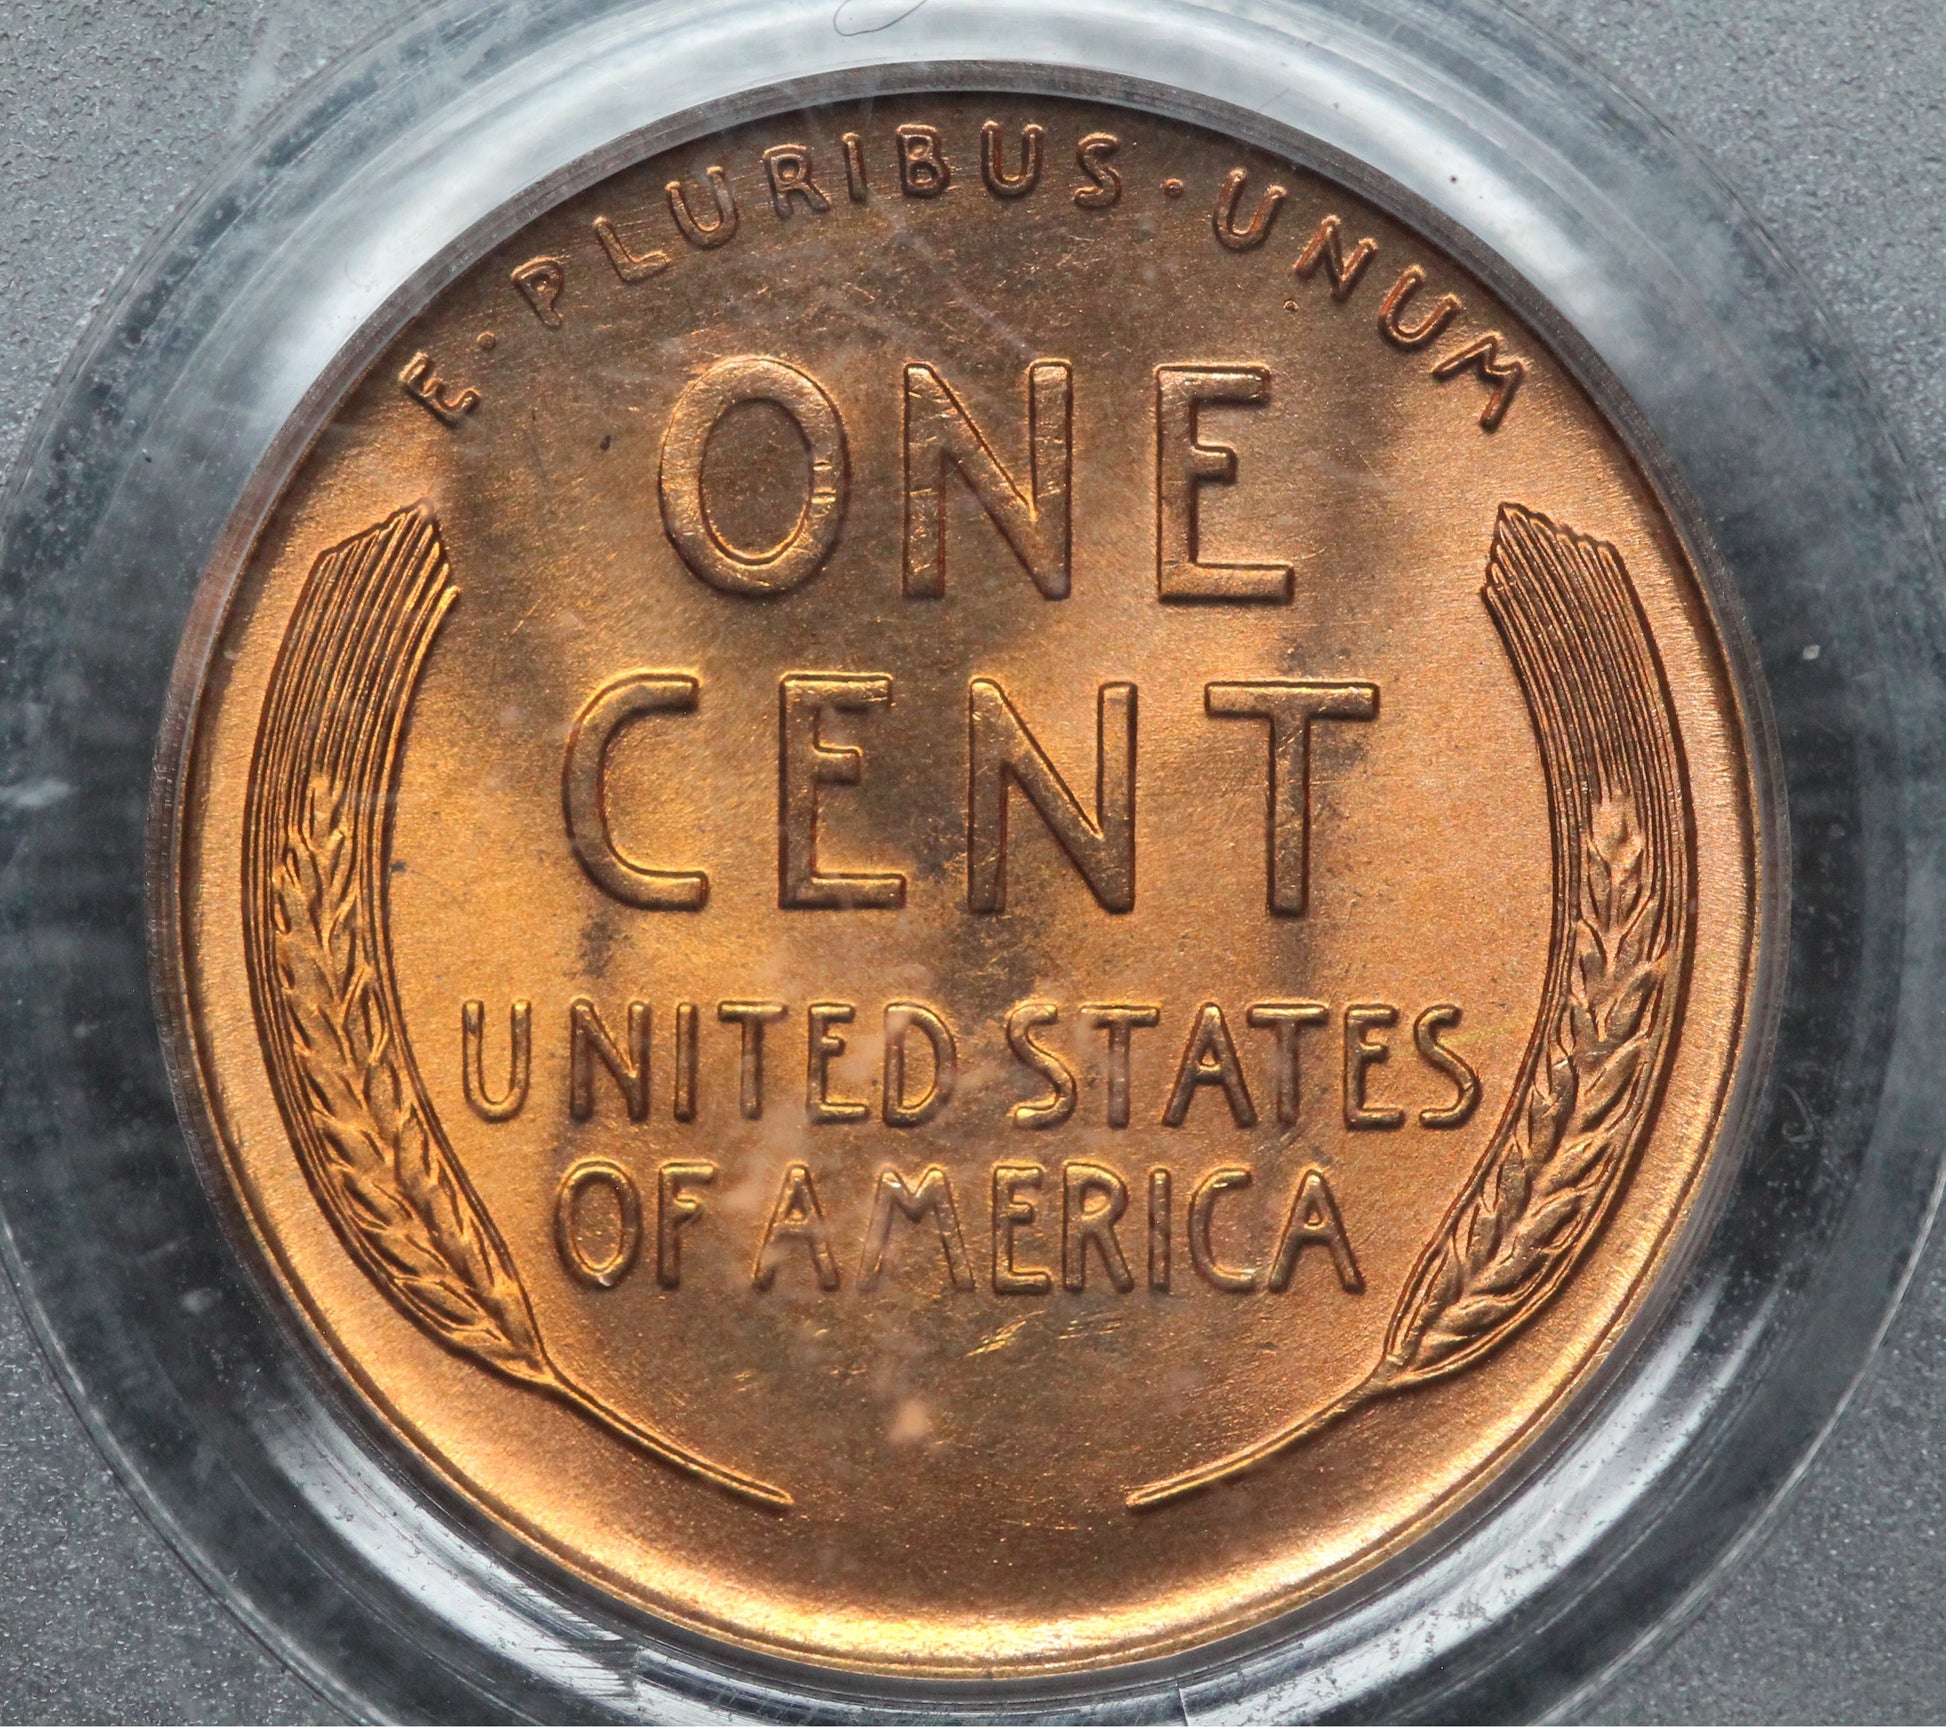 E · PLURIBUS · UNUM
ONE
CENT
UNITED STATES
OF AMERICA